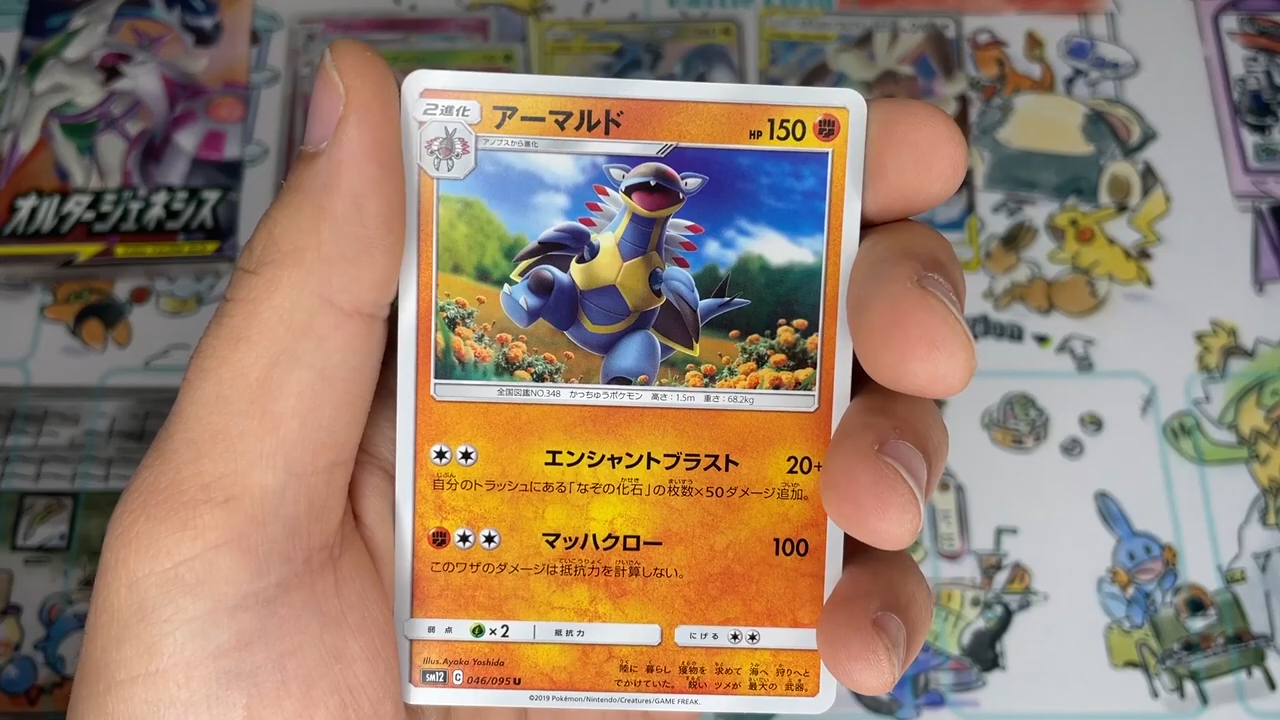 オルタージェネシス
2進化
アーマルド
HP 150
アノプスから進化
全国図鑑NO.348 かっちゅうポケモン 高さ:1.5m 重さ:68.2kg
エンシャントブラスト 20+
自分のトラッシュにある「なぞの化石」の枚数×50ダメージ追加。
マッハクロー 100
このワザのダメージは抵抗力を計算しない。
弱点 ×2 抵抗力 にげる
Illus.Ayaka Yoshida
陸に 暮らし 獲物を 求めて 海へ 狩りへと
でかけていた。 鋭い ツメが 最大の 武器。
SM12 C 046/095 U
©2019 Pokémon/Nintendo/Creatures/GAME FREAK.